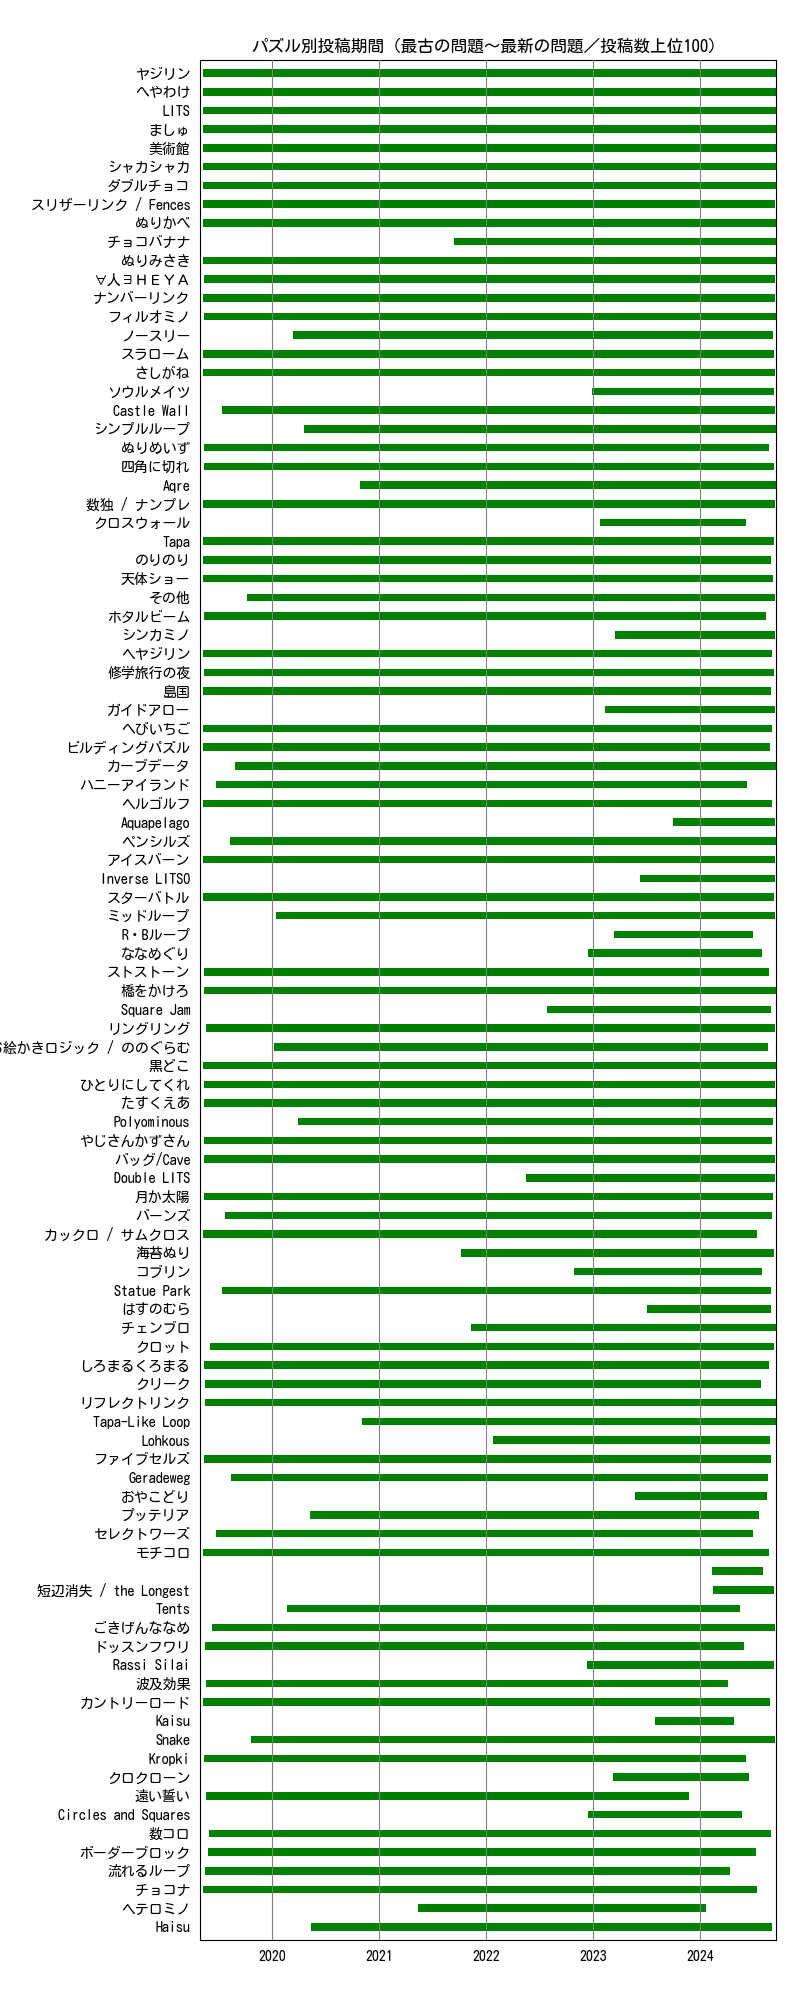 パズル別投稿期間（最古の問題～最新の問題／投稿数上位100）
ヤジリン
へやわけ
LITS
ましゅ
美術館
シャカシャカ
ダブルチョコ
スリザーリンク / Fences
ぬりかべ
チョコバナナ
ぬりみさき
∀人∃ＨＥＹＡ
ナンバーリンク
フィルオミノ
ノースリー
スラローム
さしがね
ソウルメイツ
Castle Wall
シンプルループ
ぬりめいず
四角に切れ
Aqre
数独 / ナンプレ
クロスウォール
Tapa
のりのり
天体ショー
その他
ホタルビーム
シンカミノ
ヘヤジリン
修学旅行の夜
島国
ガイドアロー
へびいちご
ビルディングパズル
カーブデータ
ハニーアイランド
ヘルゴルフ
Aquapelago
ペンシルズ
アイスバーン
Inverse LITSO
スターバトル
ミッドループ
R・Bループ
ななめぐり
ストストーン
橋をかけろ
Square Jam
リングリング
絵かきロジック / ののぐらむ
黒どこ
ひとりにしてくれ
たすくえあ
Polyominous
やじさんかずさん
バッグ/Cave
Double LITS
月か太陽
バーンズ
カックロ / サムクロス
海苔ぬり
コブリン
Statue Park
はすのむら
チェンブロ
クロット
しろまるくろまる
クリーク
リフレクトリンク
Tapa-Like Loop
Lohkous
ファイブセルズ
Geradeweg
おやこどり
プッテリア
セレクトワーズ
モチコロ
短辺消失 / the Longest
Tents
ごきげんななめ
ドッスンフワリ
Rassi Silai
波及効果
カントリーロード
Kaisu
Snake
Kropki
クロクローン
遠い誓い
Circles and Squares
数コロ
ボーダーブロック
流れるループ
チョコナ
ヘテロミノ
Haisu
2020 2021 2022 2023 2024